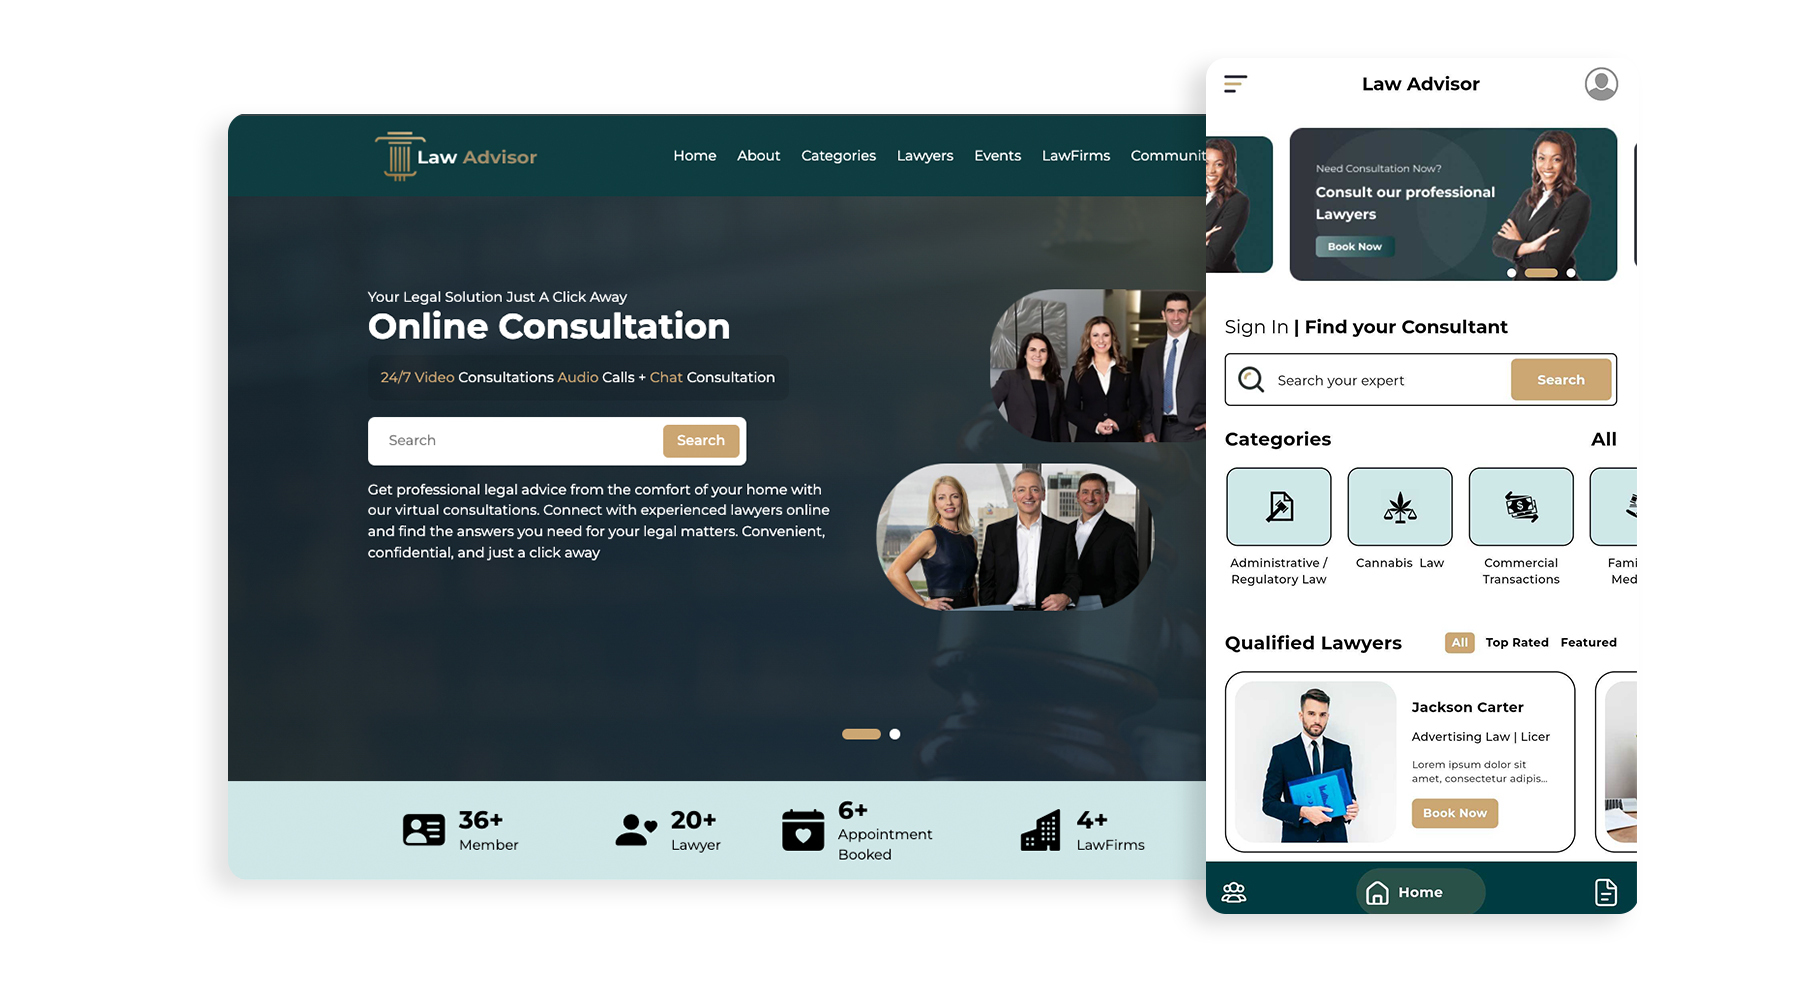 Law Advisor
Home About Categories Lawyers Events LawFirms Communit
Your Legal Solution Just A Click Away
Online Consultation
24/7 Video Consultations Audio Calls + Chat Consultation
Search Search
Get professional legal advice from the comfort of your home with
our virtual consultations. Connect with experienced lawyers online
and find the answers you need for your legal matters. Convenient,
confidential, and just a click away
36+
Member
20+
Lawyer
6+
Appointment
Booked
4+
LawFirms
Law Advisor
Need Consultation Now?
Consult our professional
Lawyers
Book Now
Sign In | Find your Consultant
Search your expert Search
Categories All
Administrative /
Regulatory Law
Cannabis Law
Commercial
Transactions
Fami
Med
Qualified Lawyers All Top Rated Featured
Jackson Carter
Advertising Law | Licer
Lorem ipsum dolor sit
amet, consectetur adipis...
Book Now
Home